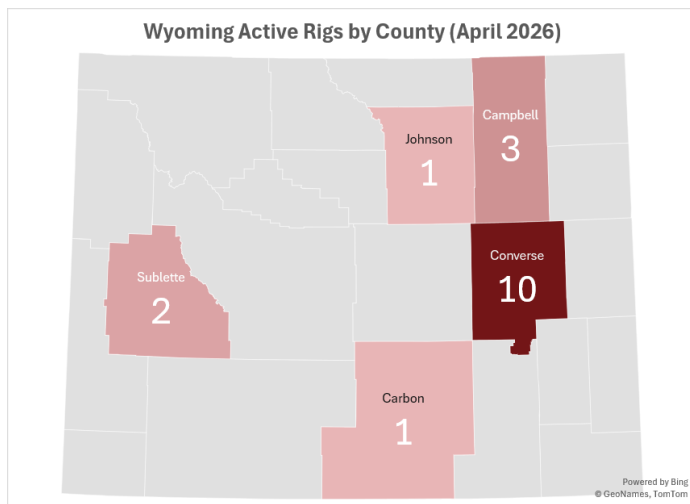 Wyoming Active Rigs by County (April 2026)
Campbell
3
Johnson
1
Converse
10
Sublette
2
Carbon
1
Powered by Bing
© GeoNames, TomTom